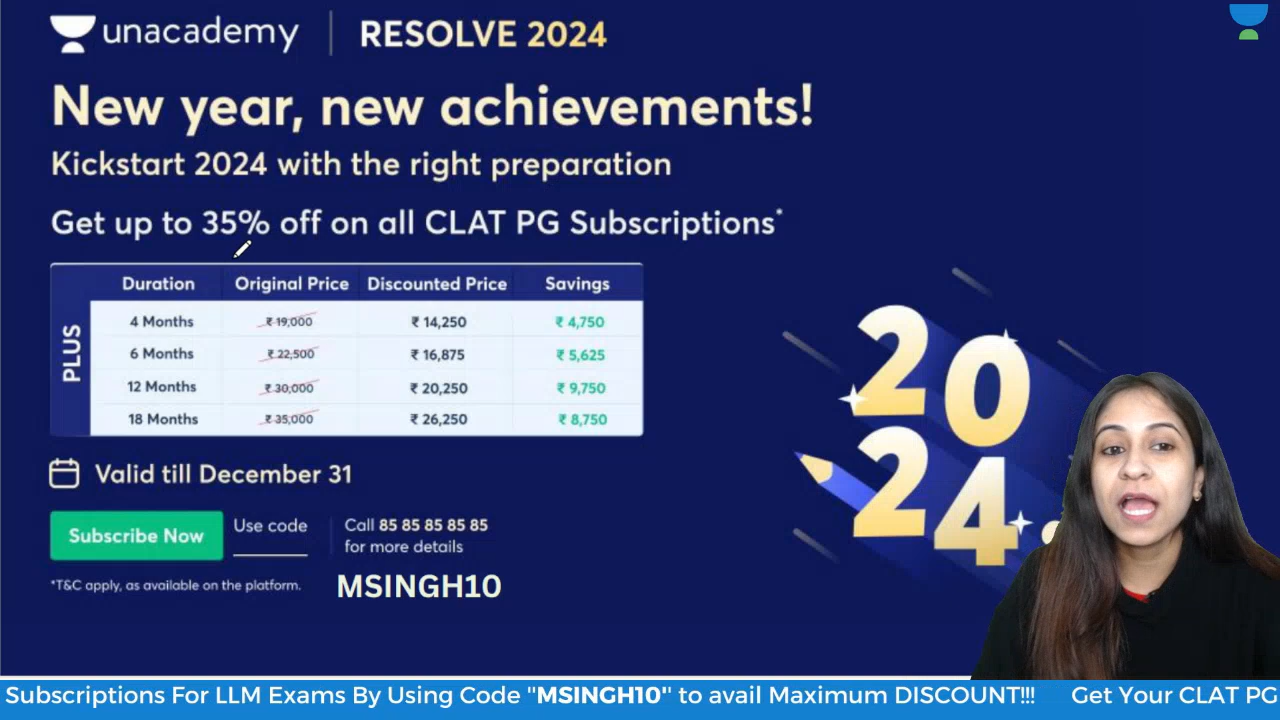 unacademy RESOLVE 2024
New year, new achievements!
Kickstart 2024 with the right preparation
Get up to 35% off on all CLAT PG Subscriptions*
PLUS
Duration Original Price Discounted Price Savings
4 Months ₹ 19,000 ₹ 14,250 ₹ 4,750
6 Months ₹ 22,500 ₹ 16,875 ₹ 5,625
12 Months ₹ 30,000 ₹ 20,250 ₹ 9,750
18 Months ₹ 35,000 ₹ 26,250 ₹ 8,750
20
24
Valid till December 31
Subscribe Now
Use code
Call 85 85 85 85 85
for more details
*T&C apply, as available on the platform.
MSINGH10
Subscriptions For LLM Exams By Using Code "MSINGH10" to avail Maximum DISCOUNT!!! Get Your CLAT PG